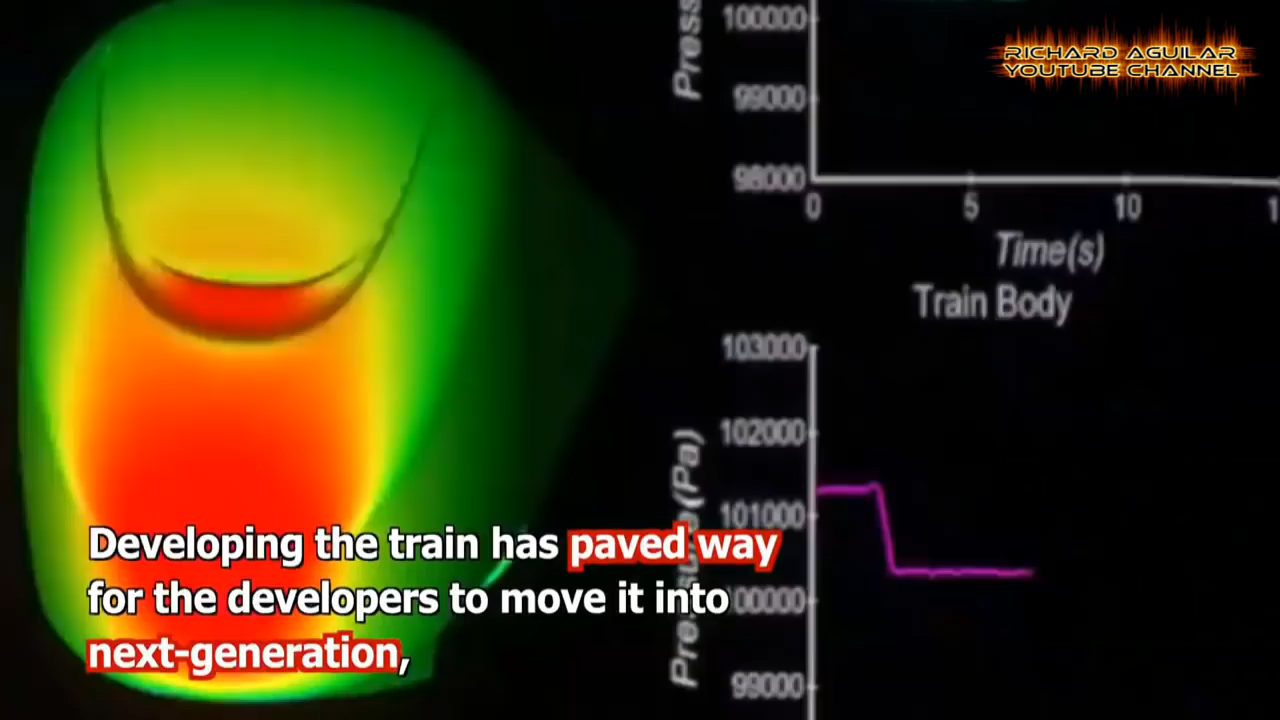 RICHARD AGUILAR
YOUTUBE CHANNEL
100000
99000
98000
0
5
10
Time(s)
Train Body
103000
102000
101000
100000
99000
Pressure(Pa)
Developing the train has paved way
for the developers to move it into
next-generation,